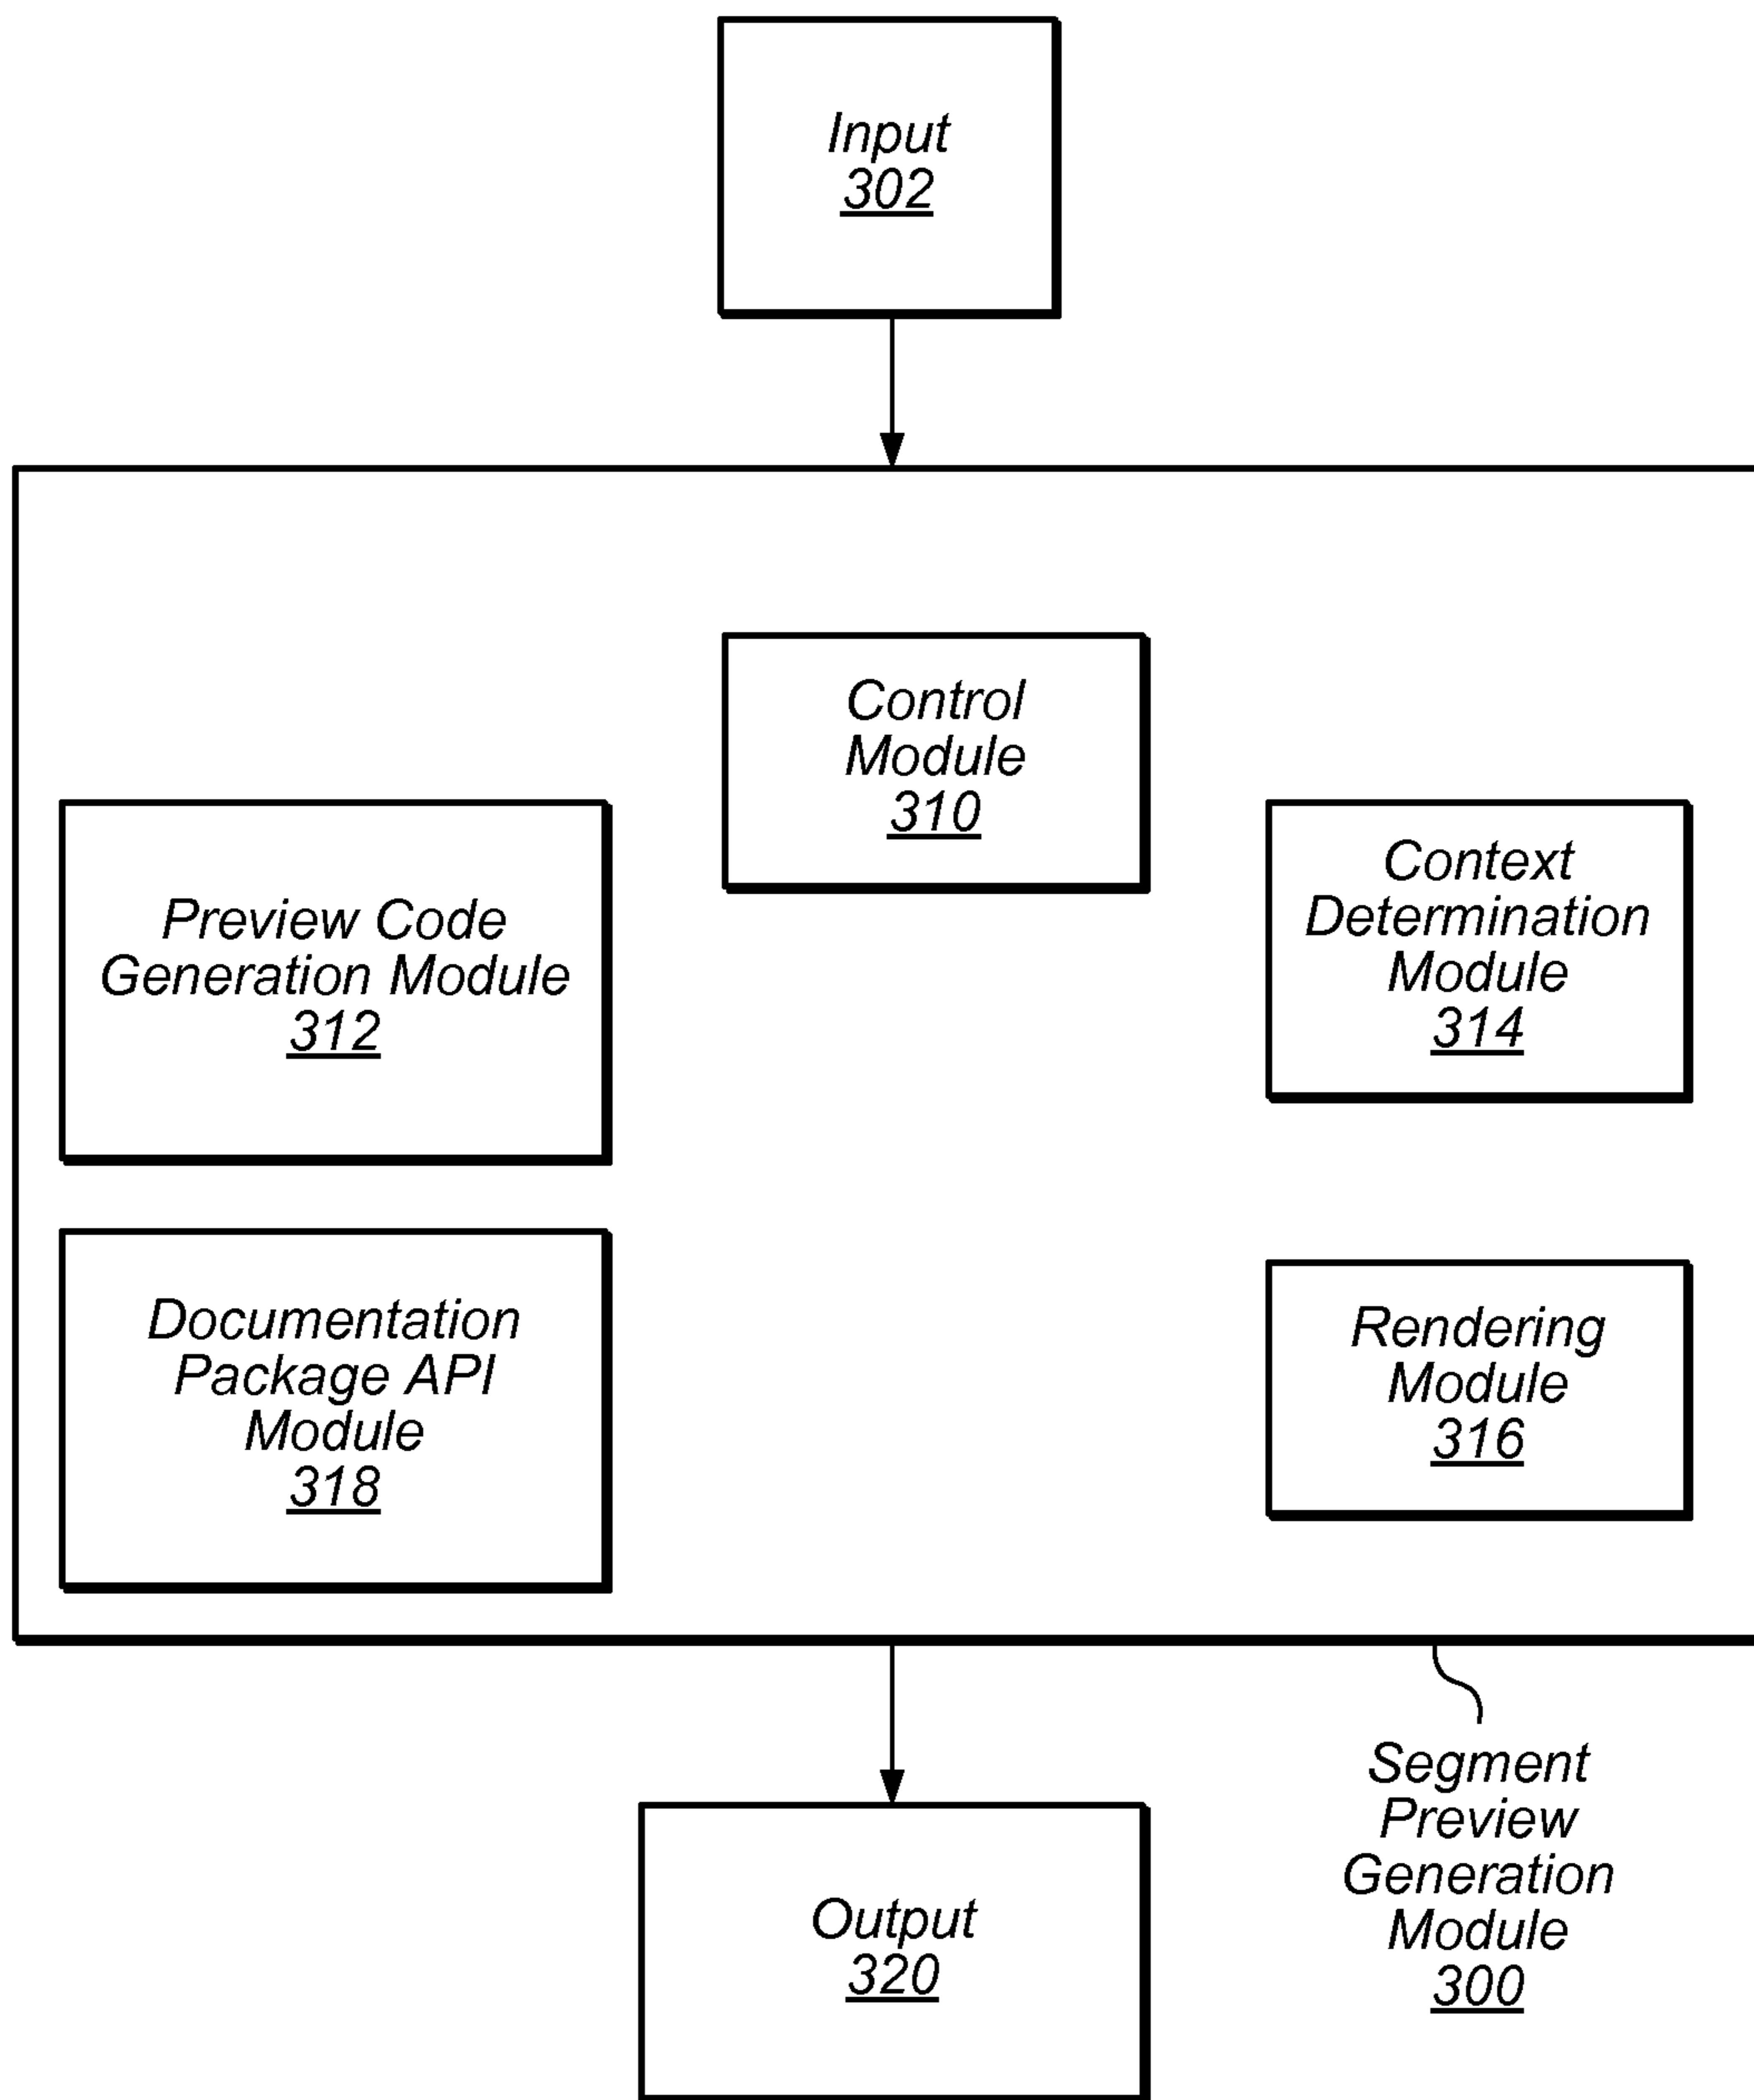 Input
302
Control
Module
310
Preview Code
Generation Module
312
Context
Determination
Module
314
Documentation
Package API
Module
318
Rendering
Module
316
Segment
Preview
Generation
Module
300
Output
320